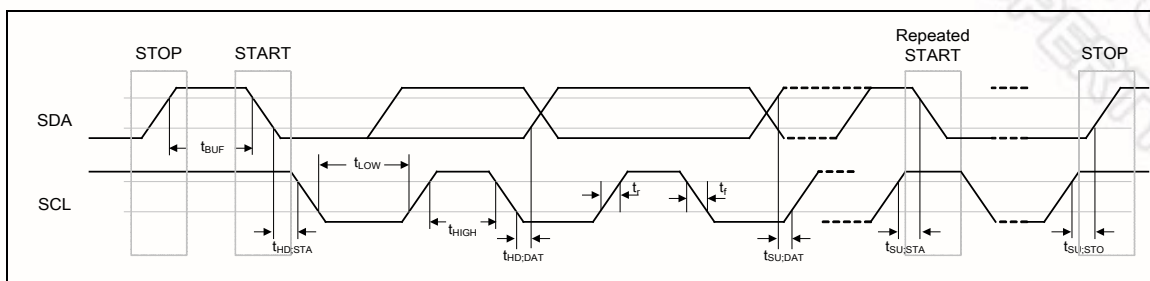 STOP
START
Repeated
START
STOP
SDA
tBUF
tLOW
SCL
tr
tf
tHD;STA
tHIGH
tHD;DAT
tSU;DAT
tSU;STA
tSU;STO